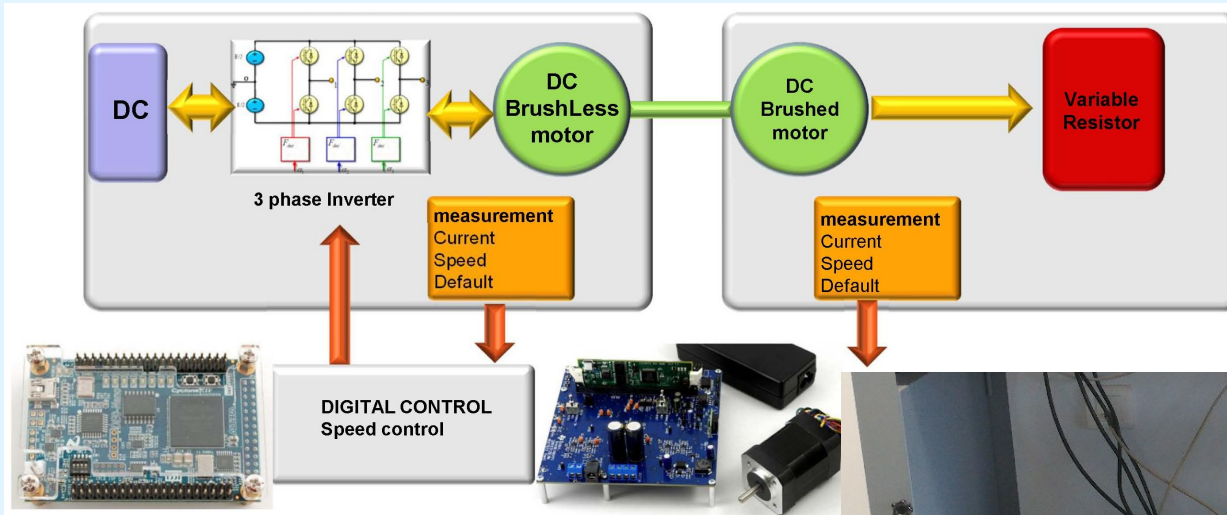 DC
3 phase Inverter
DC
BrushLess
motor
measurement
Current
Speed
Default
DC
Brushed
motor
Variable
Resistor
measurement
Current
Speed
Default
DIGITAL CONTROL
Speed control